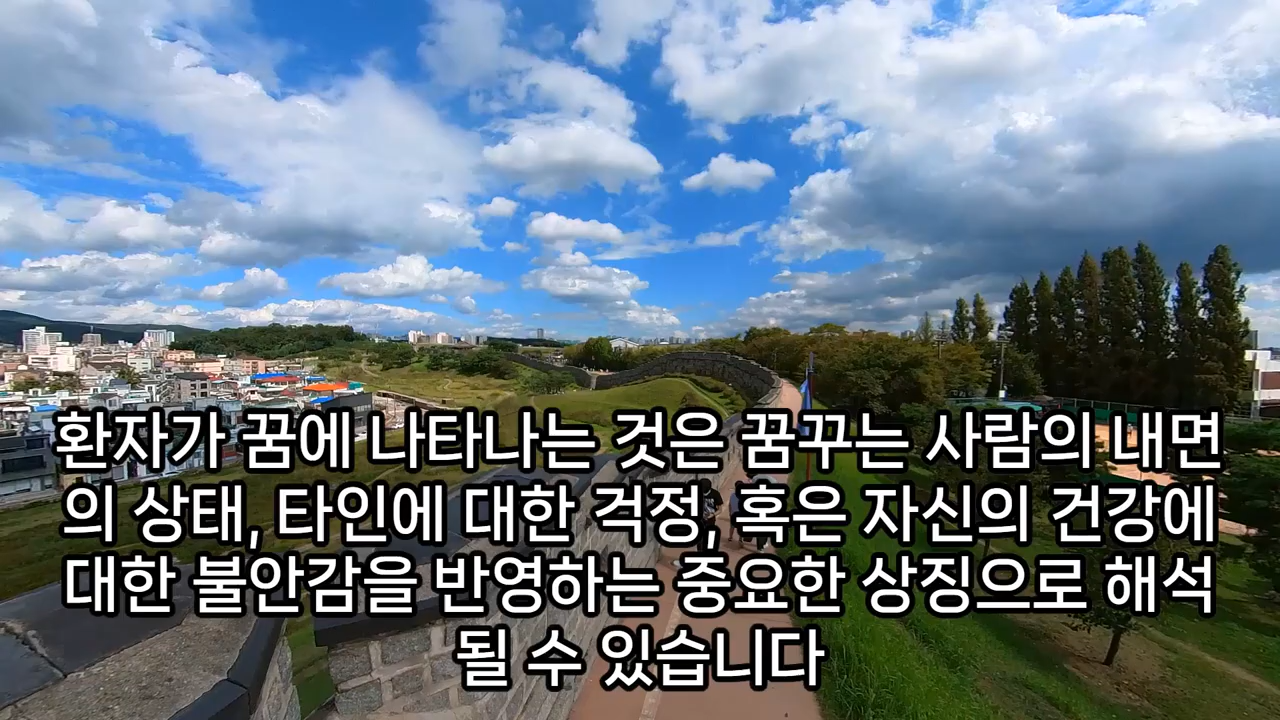 환자가 꿈에 나타나는 것은 꿈꾸는 사람의 내면
의 상태, 타인에 대한 걱정, 혹은 자신의 건강에
대한 불안감을 반영하는 중요한 상징으로 해석
될 수 있습니다